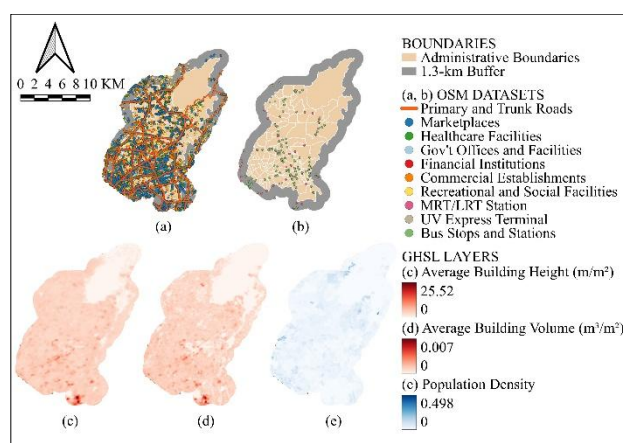 0 2 4 6 8 10 KM
(a)
(b)
BOUNDARIES
Administrative Boundaries
1.3-km Buffer
(a, b) OSM DATASETS
Primary and Trunk Roads
Marketplaces
Healthcare Facilities
Gov't Offices and Facilities
Financial Institutions
Commercial Establishments
Recreational and Social Facilities
MRT/LRT Station
UV Express Terminal
Bus Stops and Stations
GHSL LAYERS
(c) Average Building Height (m/m²)
25.52
0
(d) Average Building Volume (m³/m²)
0.007
0
(e) Population Density
0.498
0
(c)
(d)
(e)